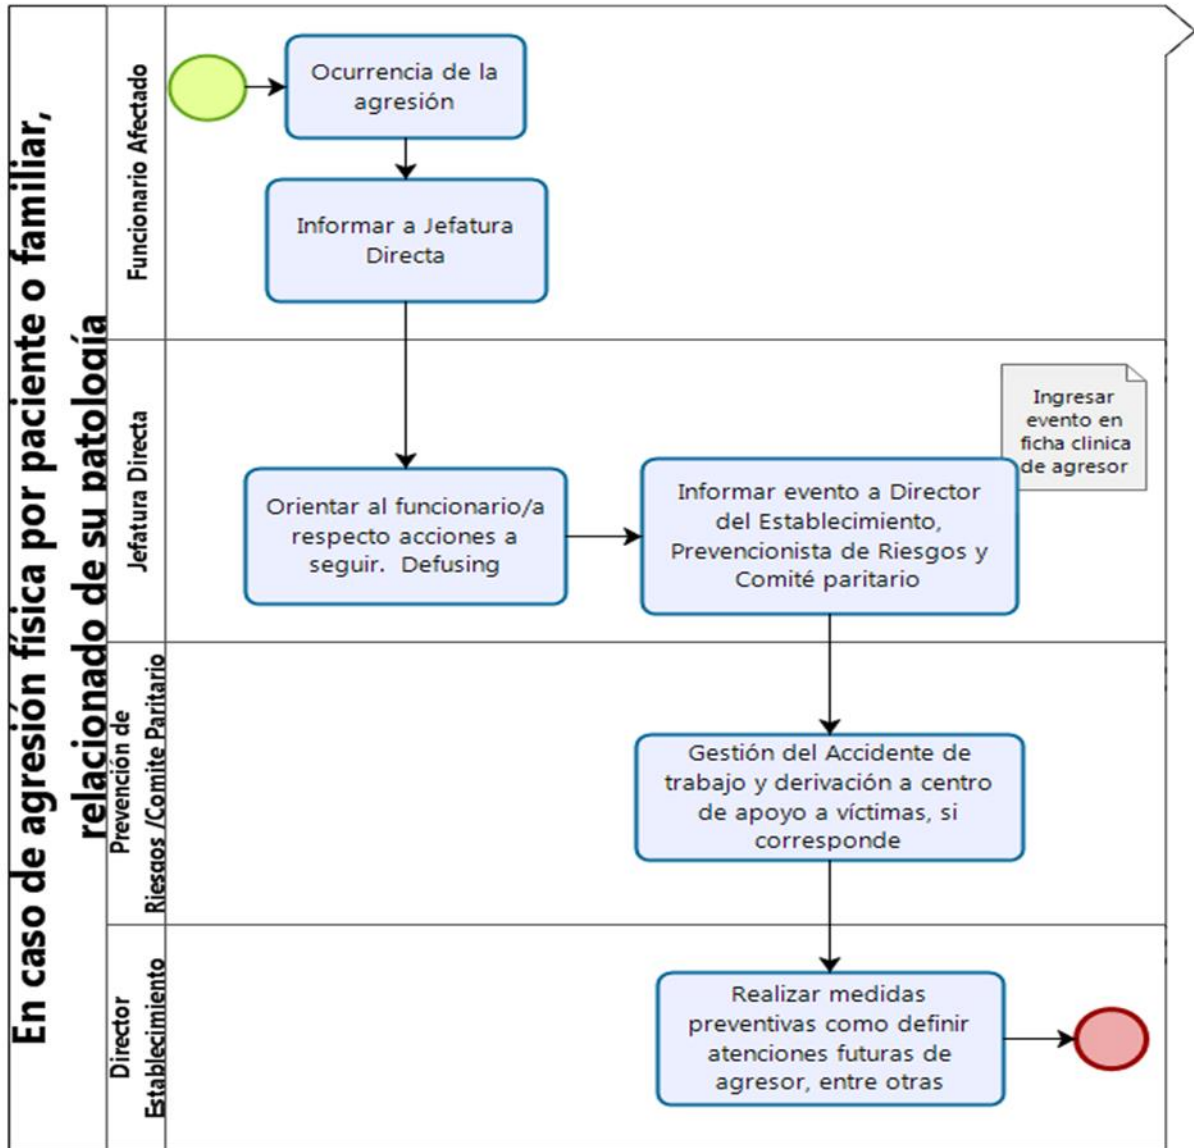 En caso de agresión física por paciente o familiar,
relacionado de su patología
Funcionario Afectado
Ocurrencia de la
agresión
Informar a Jefatura
Directa
Jefatura Directa
Orientar al funcionario/a
respecto acciones a
seguir. Defusing
Informar evento a Director
del Establecimiento,
Prevencionista de Riesgos y
Comité paritario
Ingresar
evento en
ficha clinica
de agresor
Prevención de
Riesgos /Comite Paritario
Gestión del Accidente de
trabajo y derivación a centro
de apoyo a víctimas, si
corresponde
Director
Establecimiento
Realizar medidas
preventivas como definir
atenciones futuras de
agresor, entre otras